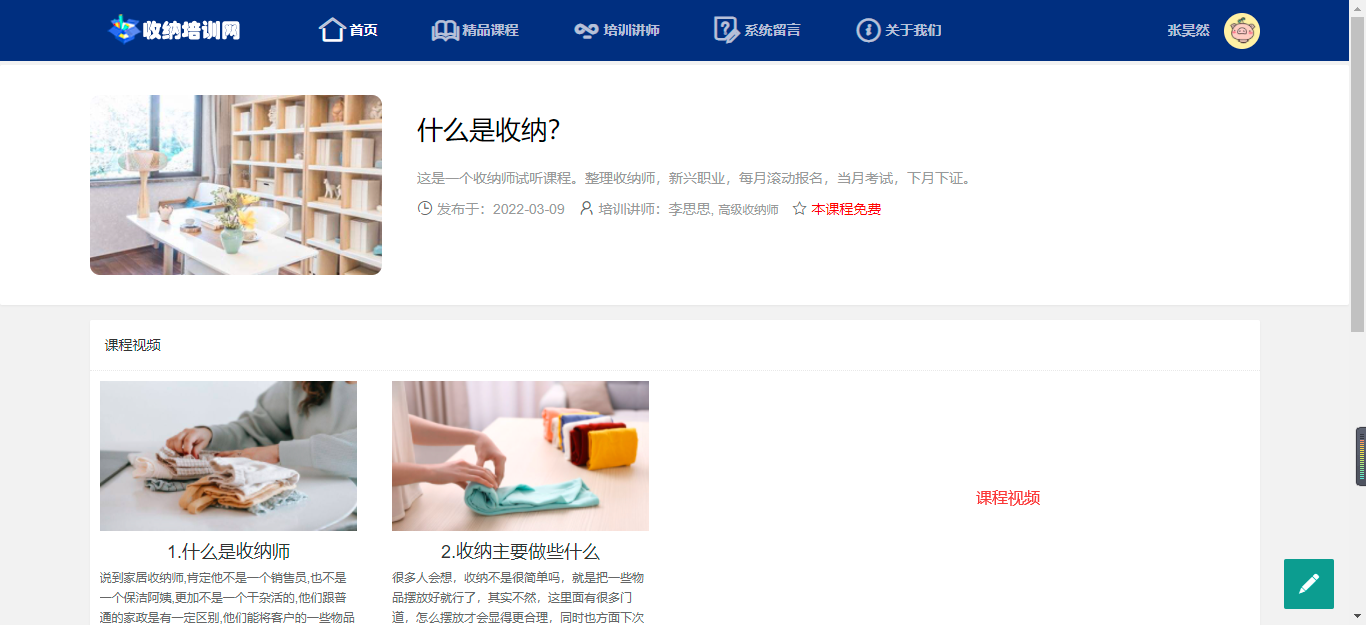 收纳培训网 首页 精品课程 培训讲师 系统留言 关于我们 张昊然
什么是收纳?
这是一个收纳师试听课程。整理收纳师，新兴职业，每月滚动报名，当月考试，下月下证。
发布于：2022-03-09 培训讲师：李思思, 高级收纳师 本课程免费
课程视频
课程视频
1.什么是收纳师
说到家居收纳师,肯定他不是一个销售员,也不是
一个保洁阿姨,更加不是一个干杂活的,他们跟普
通的家政是有一定区别,他们能将客户的一些物品
2.收纳主要做些什么
很多人会想，收纳不是很简单吗，就是把一些物
品摆放好就行了，其实不然，这里面有很多门
道，怎么摆放才会显得更合理，同时也方面下次